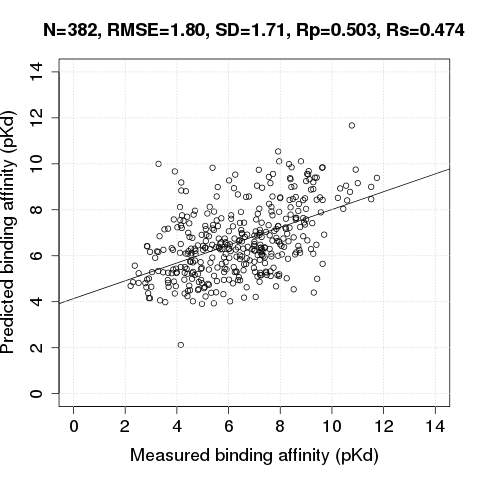 N=382, RMSE=1.80, SD=1.71, Rp=0.503, Rs=0.474
14
12
10
8
6
4
2
0
Predicted binding affinity (pKd)
0 2 4 6 8 10 12 14
Measured binding affinity (pKd)